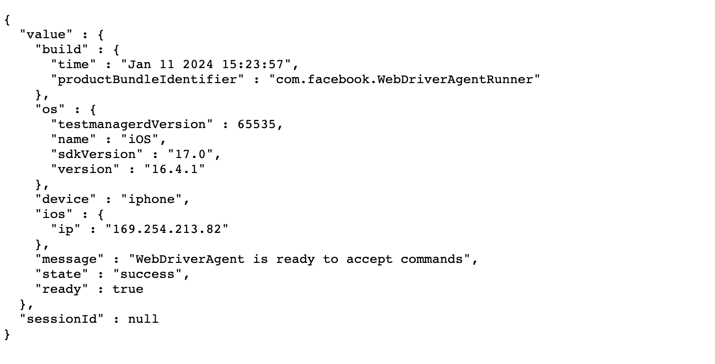 {
  "value" : {
    "build" : {
      "time" : "Jan 11 2024 15:23:57",
      "productBundleIdentifier" : "com.facebook.WebDriverAgentRunner"
    },
    "os" : {
      "testmanagerdVersion" : 65535,
      "name" : "iOS",
      "sdkVersion" : "17.0",
      "version" : "16.4.1"
    },
    "device" : "iphone",
    "ios" : {
      "ip" : "169.254.213.82"
    },
    "message" : "WebDriverAgent is ready to accept commands",
    "state" : "success",
    "ready" : true
  },
  "sessionId" : null
}